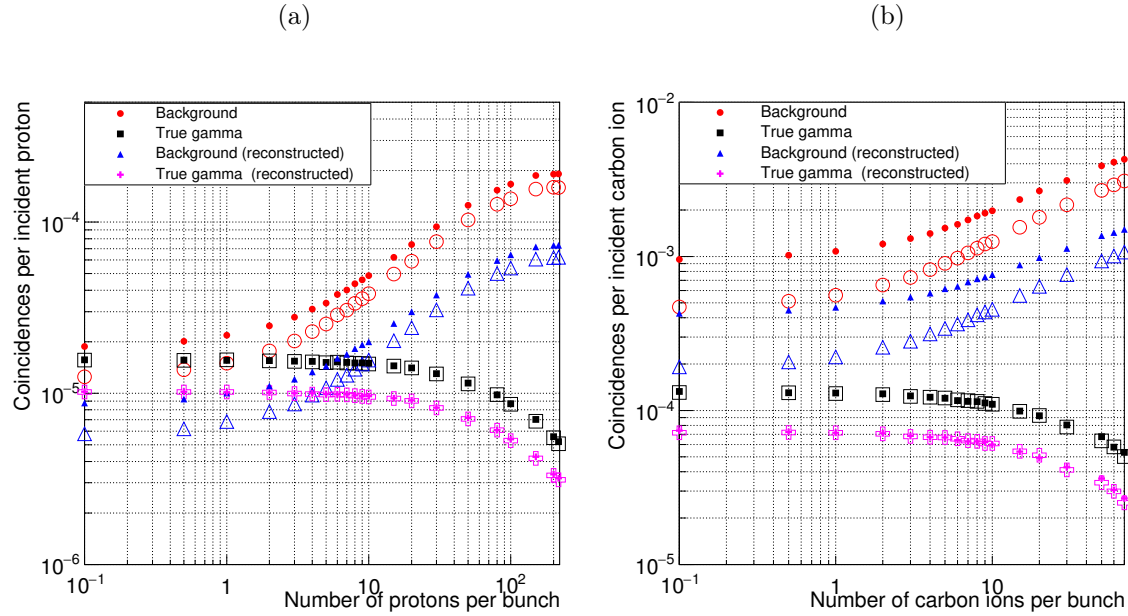 (a)
(b)
Coincidences per incident proton
10⁻⁴
10⁻⁵
10⁻⁶
Background
True gamma
Background (reconstructed)
True gamma  (reconstructed)
10⁻¹ 1 10 10²
Number of protons per bunch
Coincidences per incident carbon ion
10⁻²
10⁻³
10⁻⁴
10⁻⁵
Background
True gamma
Background (reconstructed)
True gamma  (reconstructed)
10⁻¹ 1 10
Number of carbon ions per bunch